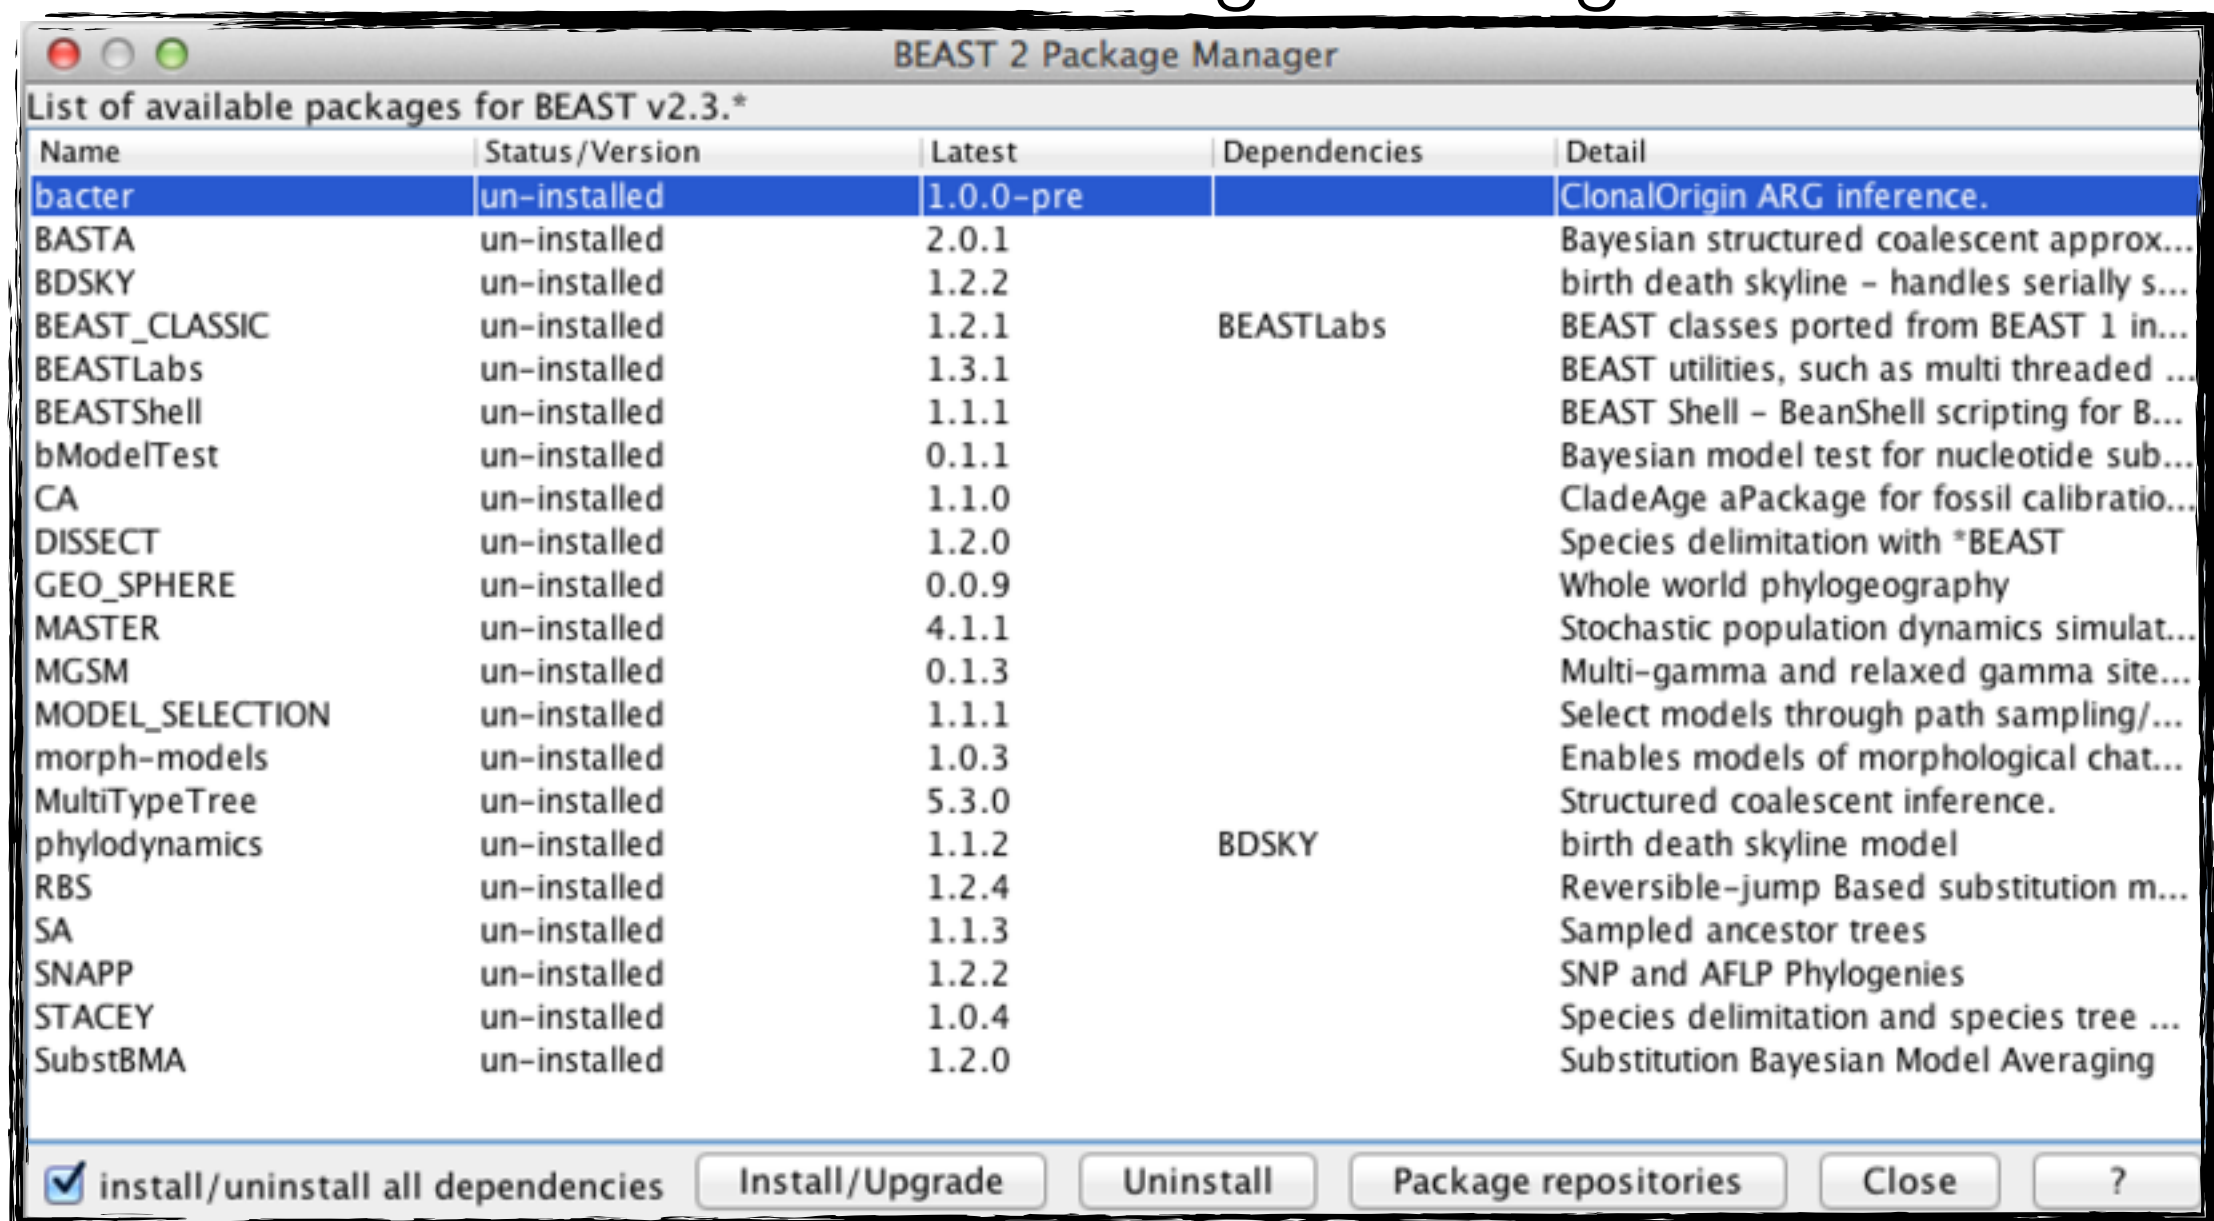 BEAST 2 Package Manager
List of available packages for BEAST v2.3.*
Name Status/Version Latest Dependencies Detail
bacter un-installed 1.0.0-pre ClonalOrigin ARG inference.
BASTA un-installed 2.0.1 Bayesian structured coalescent approx...
BDSKY un-installed 1.2.2 birth death skyline - handles serially s...
BEAST_CLASSIC un-installed 1.2.1 BEASTLabs BEAST classes ported from BEAST 1 in...
BEASTLabs un-installed 1.3.1 BEAST utilities, such as multi threaded ...
BEASTShell un-installed 1.1.1 BEAST Shell - BeanShell scripting for B...
bModelTest un-installed 0.1.1 Bayesian model test for nucleotide sub...
CA un-installed 1.1.0 CladeAge aPackage for fossil calibratio...
DISSECT un-installed 1.2.0 Species delimitation with *BEAST
GEO_SPHERE un-installed 0.0.9 Whole world phylogeography
MASTER un-installed 4.1.1 Stochastic population dynamics simulat...
MGSM un-installed 0.1.3 Multi-gamma and relaxed gamma site...
MODEL_SELECTION un-installed 1.1.1 Select models through path sampling/...
morph-models un-installed 1.0.3 Enables models of morphological chat...
MultiTypeTree un-installed 5.3.0 Structured coalescent inference.
phylodynamics un-installed 1.1.2 BDSKY birth death skyline model
RBS un-installed 1.2.4 Reversible-jump Based substitution m...
SA un-installed 1.1.3 Sampled ancestor trees
SNAPP un-installed 1.2.2 SNP and AFLP Phylogenies
STACEY un-installed 1.0.4 Species delimitation and species tree ...
SubstBMA un-installed 1.2.0 Substitution Bayesian Model Averaging
install/uninstall all dependencies Install/Upgrade Uninstall Package repositories Close ?